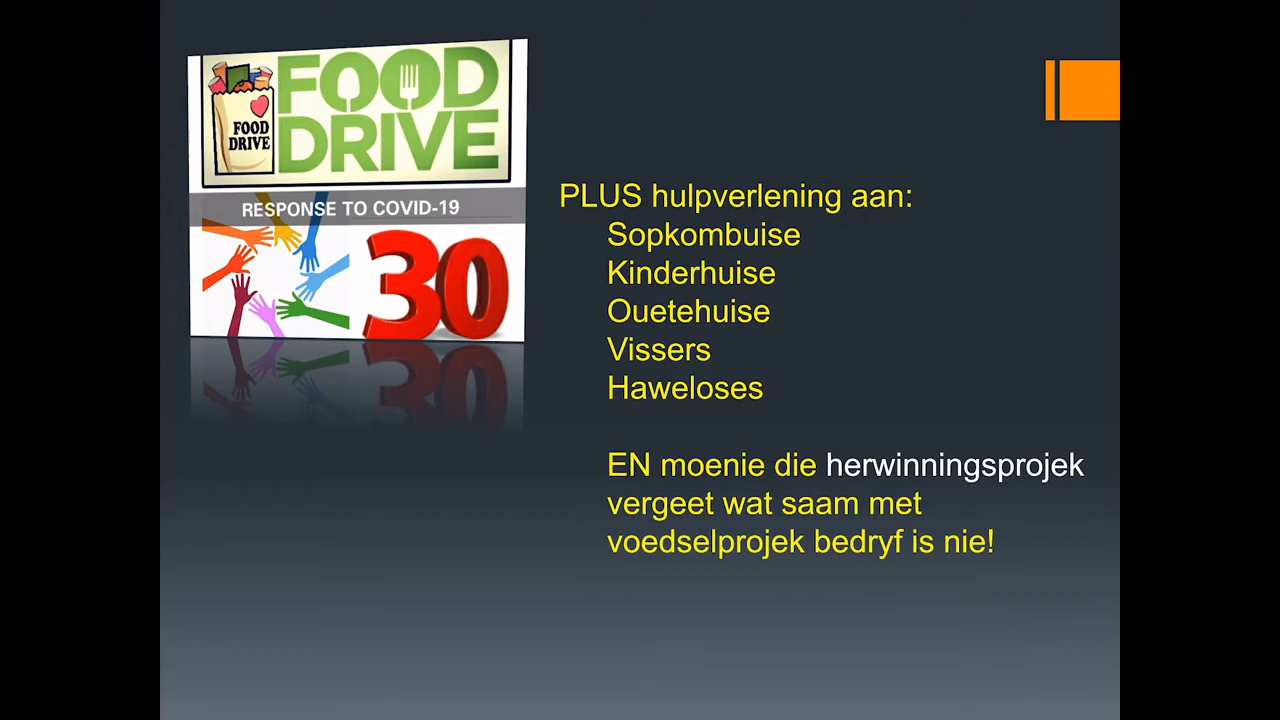 FOOD
DRIVE
FOOD
DRIVE
RESPONSE TO COVID-19
30
PLUS hulpverlening aan:
Sopkombuise
Kinderhuise
Ouetehuise
Vissers
Haweloses
EN moenie die herwinningsprojek
vergeet wat saam met
voedselprojek bedryf is nie!